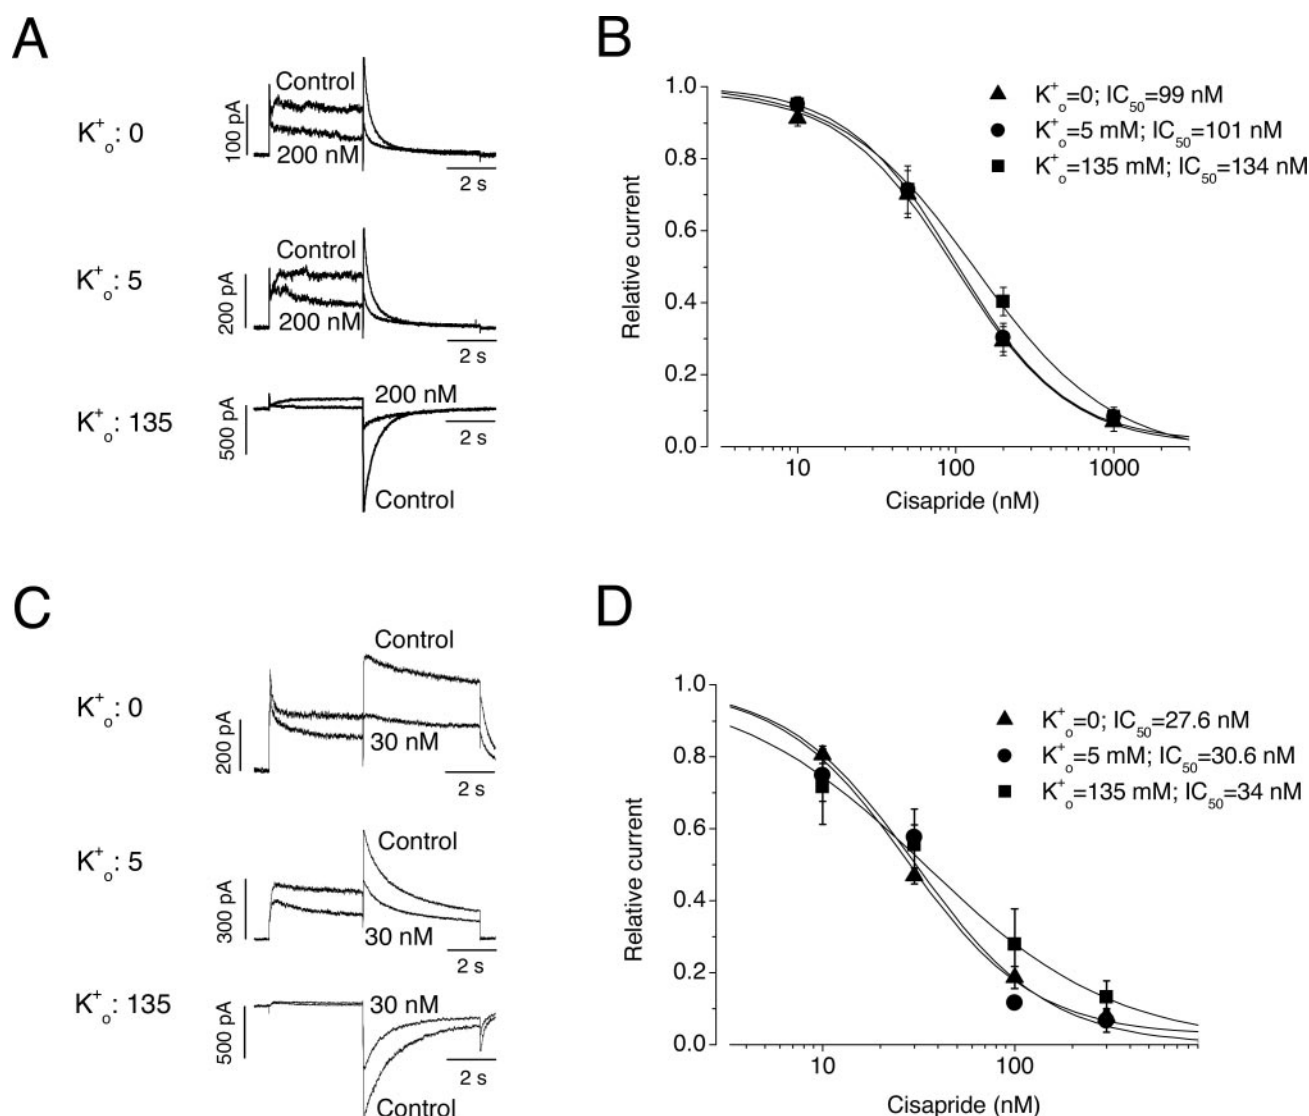 A
K⁺ₒ: 0
Control
200 nM
100 pA
2 s
K⁺ₒ: 5
Control
200 nM
200 pA
2 s
K⁺ₒ: 135
200 nM
500 pA
2 s
Control
B
1.0
0.8
0.6
0.4
0.2
0.0
Relative current
10
100
1000
Cisapride (nM)
K⁺ₒ=0; IC₅₀=99 nM
K⁺ₒ=5 mM; IC₅₀=101 nM
K⁺ₒ=135 mM; IC₅₀=134 nM
C
K⁺ₒ: 0
Control
30 nM
200 pA
2 s
K⁺ₒ: 5
Control
30 nM
300 pA
2 s
K⁺ₒ: 135
30 nM
500 pA
2 s
Control
D
1.0
0.8
0.6
0.4
0.2
0.0
Relative current
10
100
Cisapride (nM)
K⁺ₒ=0; IC₅₀=27.6 nM
K⁺ₒ=5 mM; IC₅₀=30.6 nM
K⁺ₒ=135 mM; IC₅₀=34 nM